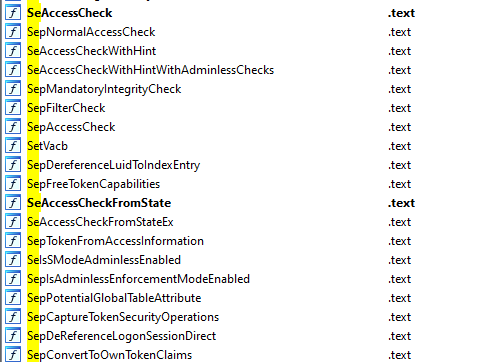 SeAccessCheck .text
SepNormalAccessCheck .text
SeAccessCheckWithHint .text
SeAccessCheckWithHintWithAdminlessChecks .text
SepMandatoryIntegrityCheck .text
SepFilterCheck .text
SepAccessCheck .text
SetVacb .text
SepDereferenceLuidToIndexEntry .text
SepFreeTokenCapabilities .text
SeAccessCheckFromState .text
SeAccessCheckFromStateEx .text
SepTokenFromAccessInformation .text
SeIsSModeAdminlessEnabled .text
SepIsAdminlessEnforcementModeEnabled .text
SepPotentialGlobalTableAttribute .text
SepCaptureTokenSecurityOperations .text
SepDeReferenceLogonSessionDirect .text
SepConvertToOwnTokenClaims .text